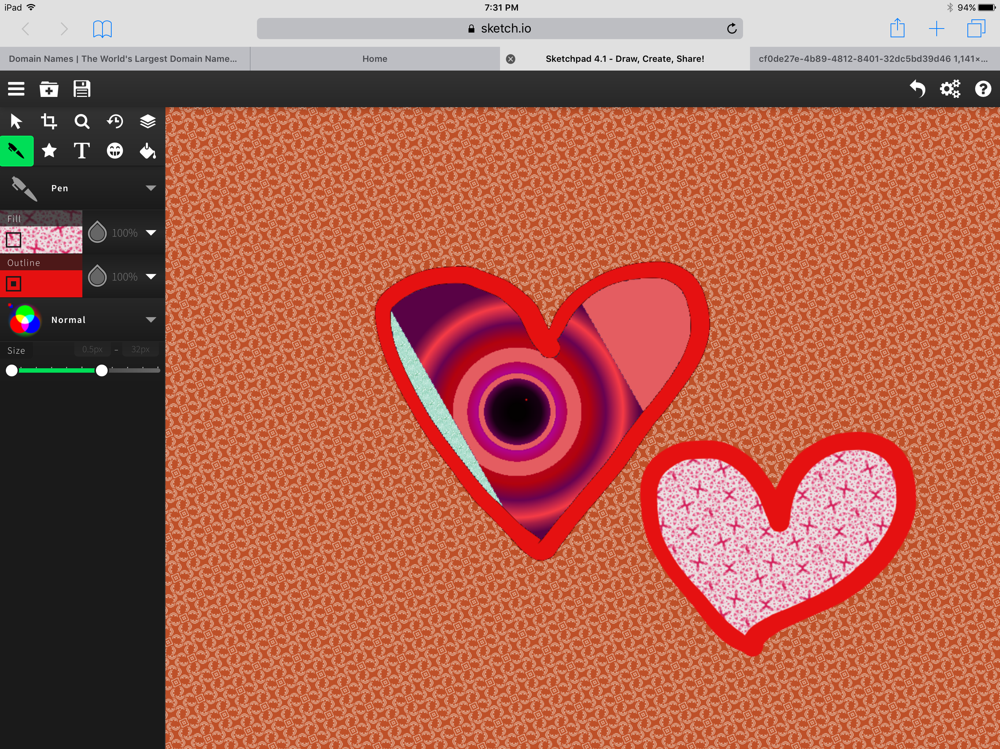 iPad 7:31 PM 94%
sketch.io
Domain Names | The World's Largest Domain Name... Home Sketchpad 4.1 - Draw, Create, Share! cf0de27e-4b89-4812-8401-32dc5bd39d46 1,141×...
T
Pen
Fill
100%
Outline
100%
Normal
Size 0.5px – 32px